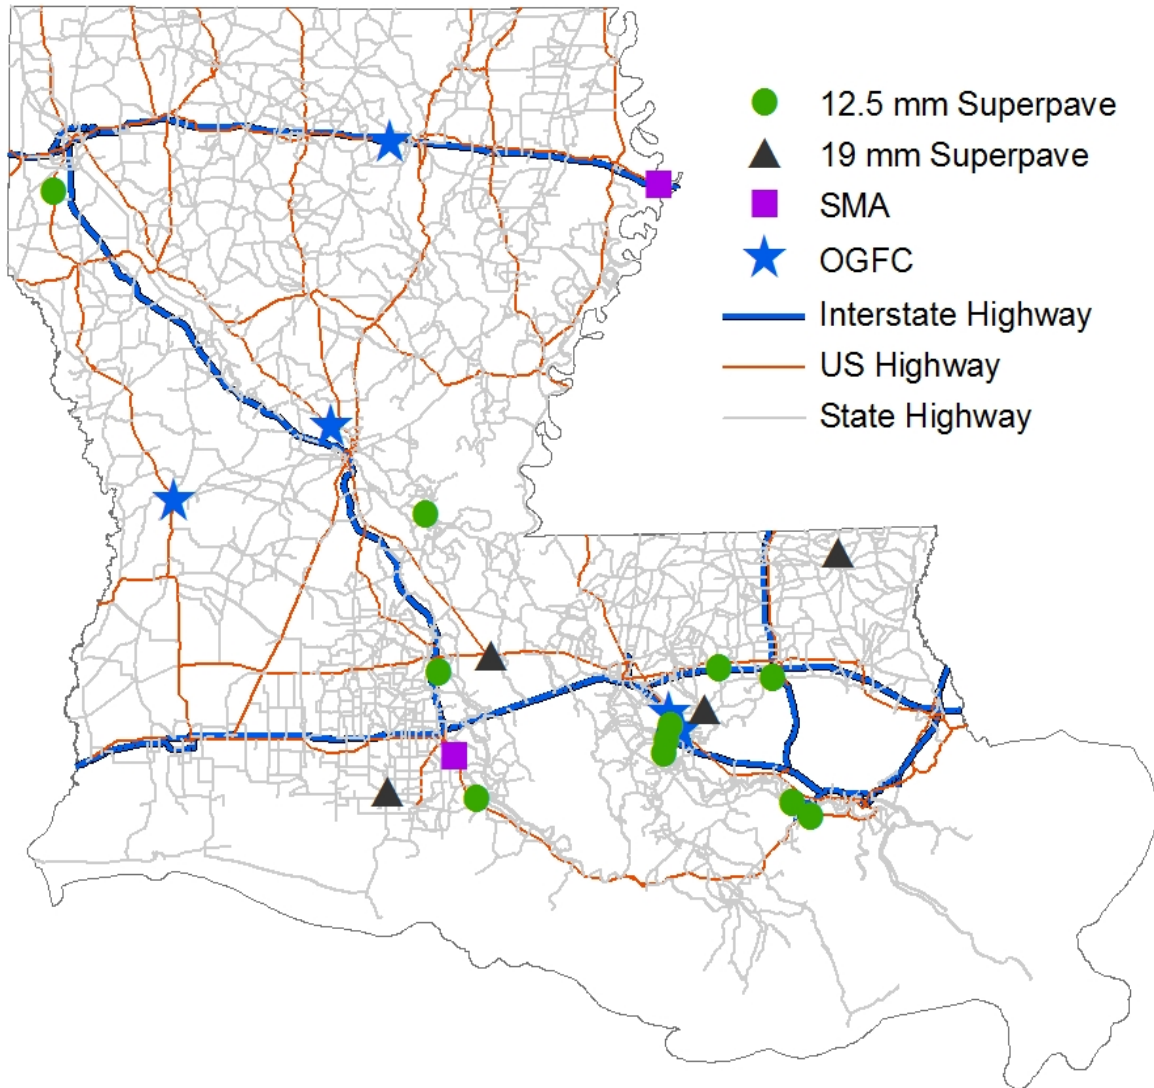 12.5 mm Superpave
19 mm Superpave
SMA
OGFC
Interstate Highway
US Highway
State Highway